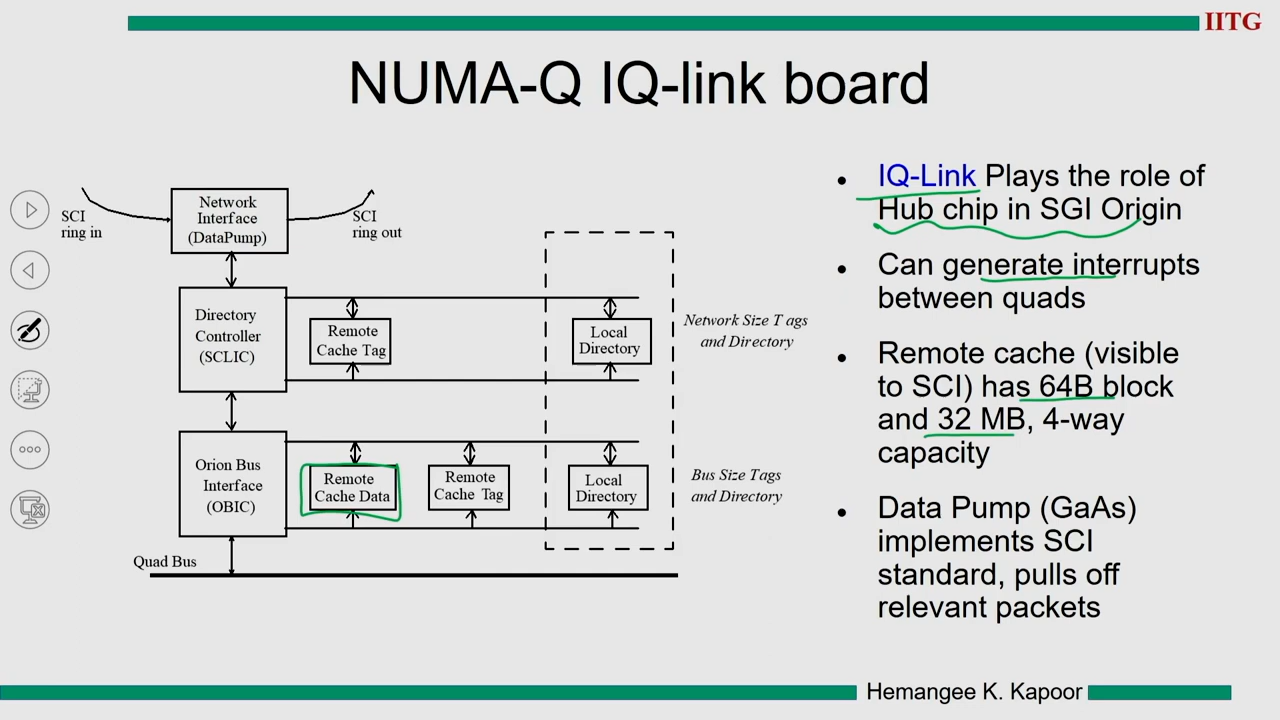 IITG
NUMA-Q IQ-link board
SCI
ring in
Network
Interface
(DataPump)
SCI
ring out
Directory
Controller
(SCLIC)
Remote
Cache Tag
Local
Directory
Network Size T ags
and Directory
Orion Bus
Interface
(OBIC)
Remote
Cache Data
Remote
Cache Tag
Local
Directory
Bus Size Tags
and Directory
Quad Bus
• IQ-Link Plays the role of
Hub chip in SGI Origin
• Can generate interrupts
between quads
• Remote cache (visible
to SCI) has 64B block
and 32 MB, 4-way
capacity
• Data Pump (GaAs)
implements SCI
standard, pulls off
relevant packets
Hemangee K. Kapoor